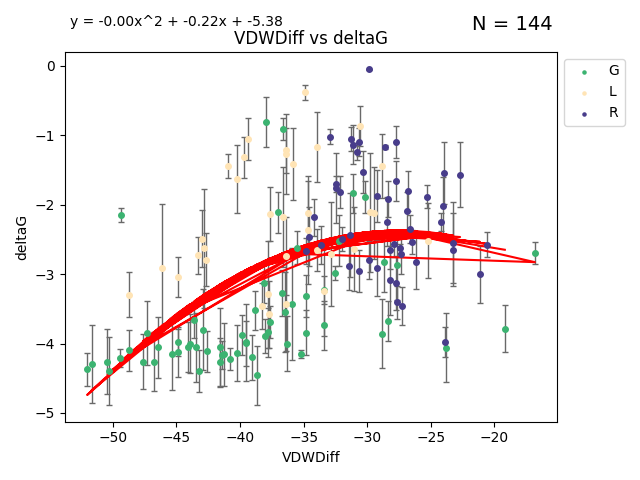 y = -0.00x^2 + -0.22x + -5.38
N = 144
VDWDiff vs deltaG
G
L
R
deltaG
0
−1
−2
−3
−4
−5
−50
−45
−40
−35
−30
−25
−20
VDWDiff